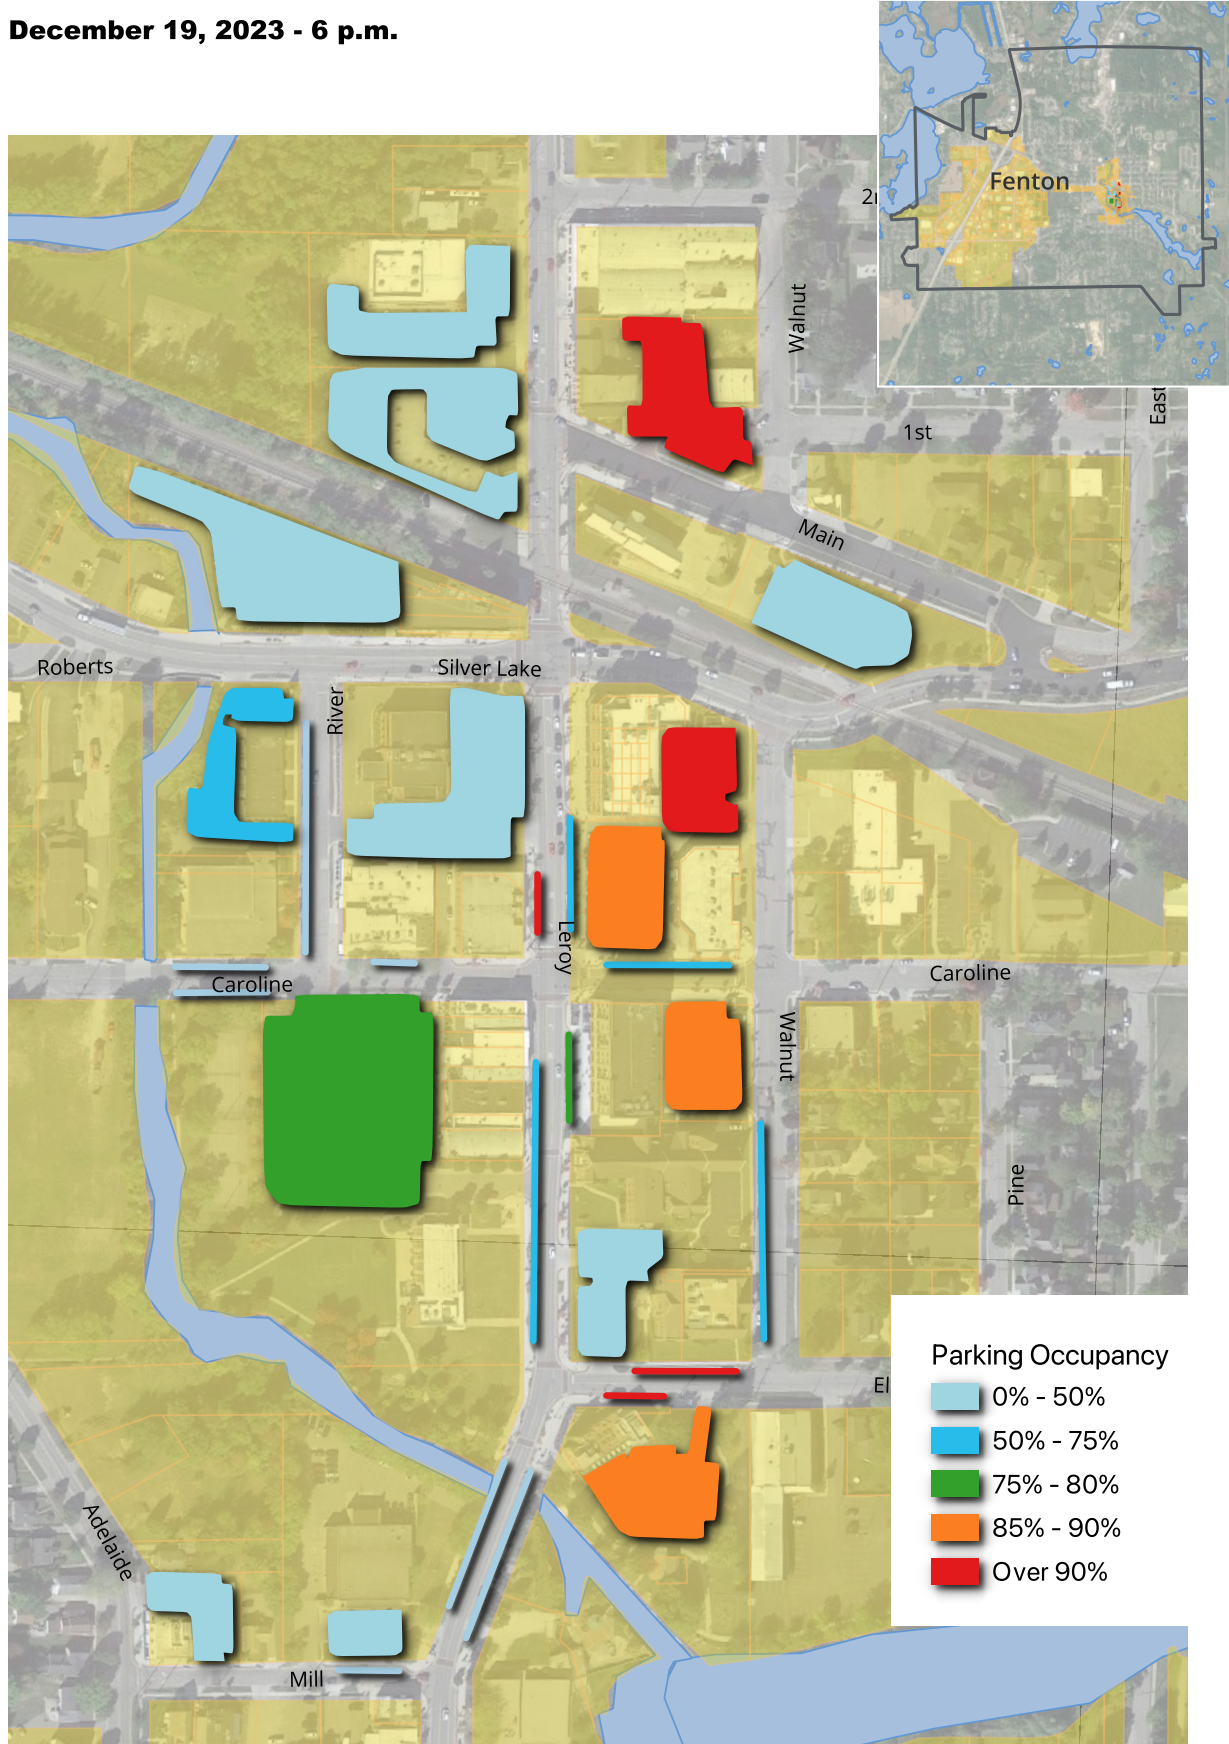 December 19, 2023 - 6 p.m.
Fenton
Walnut
East
1st
Main
Roberts
Silver Lake
River
Leroy
Caroline
Caroline
Walnut
Pine
Adelaide
Mill
Parking Occupancy
0% - 50%
50% - 75%
75% - 80%
85% - 90%
Over 90%